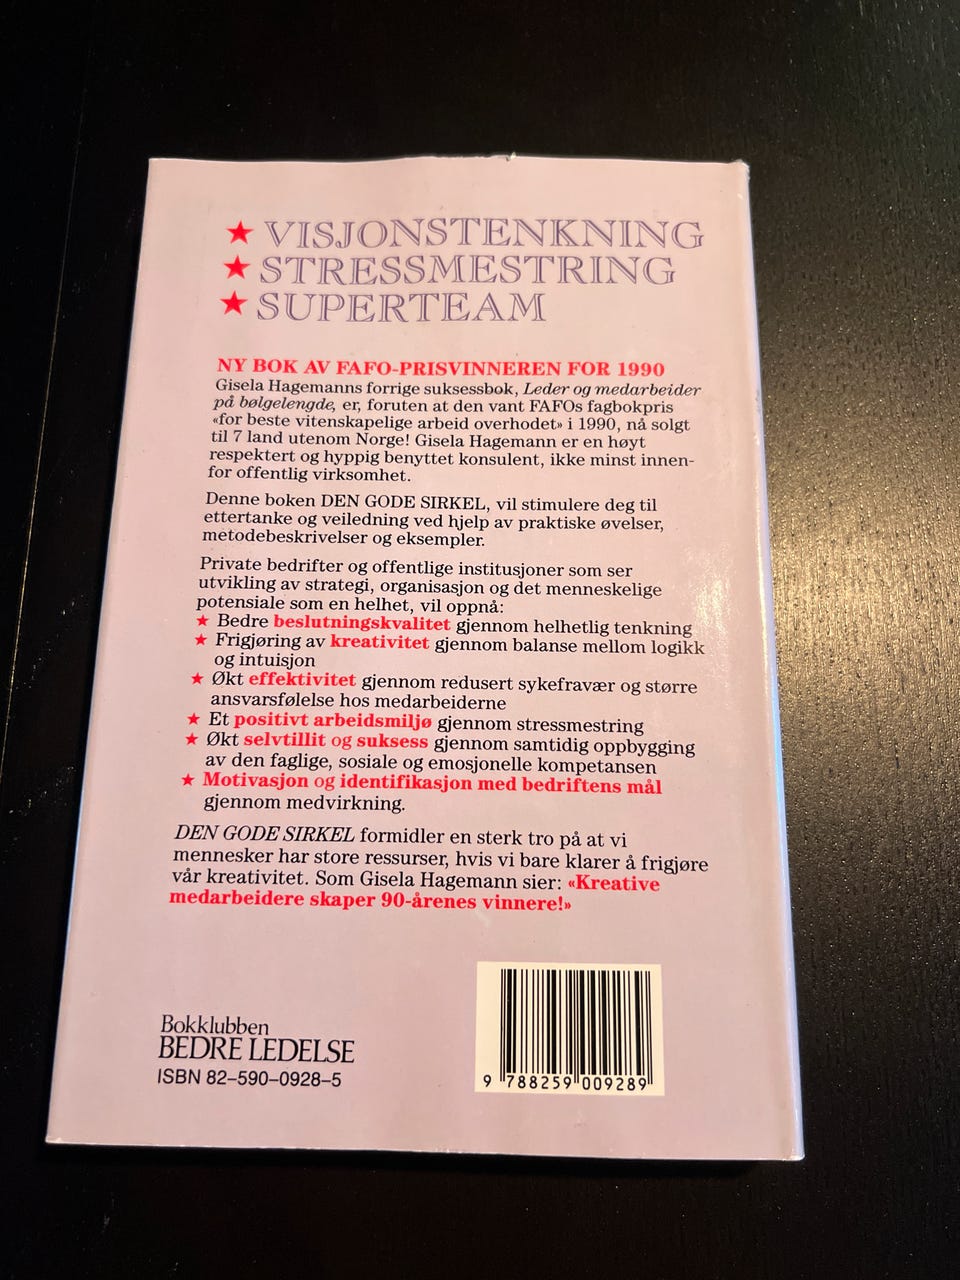 ★ VISJONSTENKNING
★ STRESSMESTRING
★ SUPERTEAM
NY BOK AV FAFO-PRISVINNEREN FOR 1990
Gisela Hagemanns forrige suksessbok, Leder og medarbeider
på bølgelengde, er, foruten at den vant FAFOs fagbokpris
«for beste vitenskapelige arbeid overhodet» i 1990, nå solgt
til 7 land utenom Norge! Gisela Hagemann er en høyt
respektert og hyppig benyttet konsulent, ikke minst innen-
for offentlig virksomhet.
Denne boken DEN GODE SIRKEL, vil stimulere deg til
ettertanke og veiledning ved hjelp av praktiske øvelser,
metodebeskrivelser og eksempler.
Private bedrifter og offentlige institusjoner som ser
utvikling av strategi, organisasjon og det menneskelige
potensiale som en helhet, vil oppnå:
★ Bedre beslutningskvalitet gjennom helhetlig tenkning
★ Frigjøring av kreativitet gjennom balanse mellom logikk
og intuisjon
★ Økt effektivitet gjennom redusert sykefravær og større
ansvarsfølelse hos medarbeiderne
★ Et positivt arbeidsmiljø gjennom stressmestring
★ Økt selvtillit og suksess gjennom samtidig oppbygging
av den faglige, sosiale og emosjonelle kompetansen
★ Motivasjon og identifikasjon med bedriftens mål
gjennom medvirkning.
DEN GODE SIRKEL formidler en sterk tro på at vi
mennesker har store ressurser, hvis vi bare klarer å frigjøre
vår kreativitet. Som Gisela Hagemann sier: «Kreative
medarbeidere skaper 90-årenes vinnere!»
Bokklubben
BEDRE LEDELSE
ISBN 82-590-0928-5
9 788259 009289